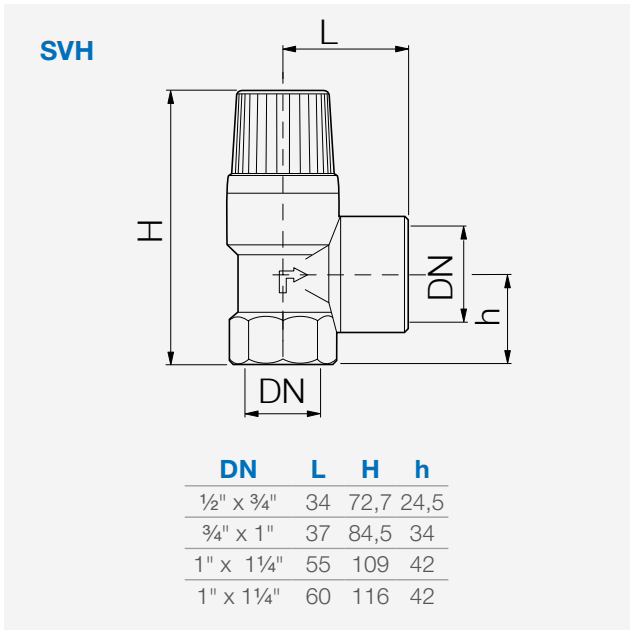 SVH
L
H
DN
h
DN
DN L H h
½" x ¾" 34 72,7 24,5
¾" x 1" 37 84,5 34
1" x 1¼" 55 109 42
1" x 1¼" 60 116 42